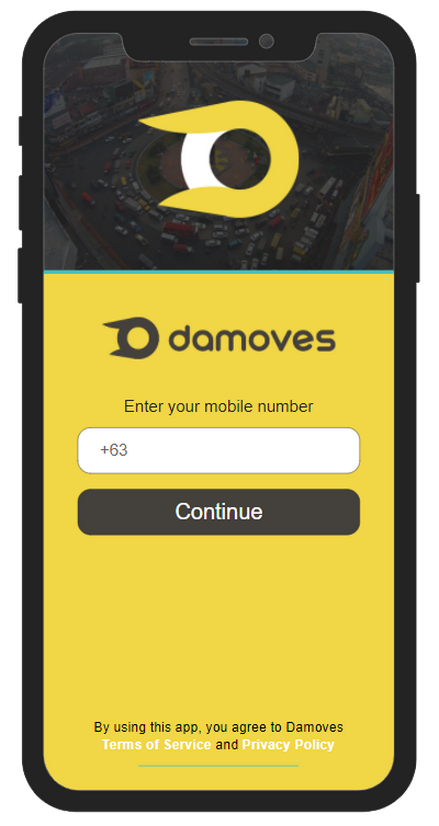 damoves
Enter your mobile number
+63
Continue
By using this app, you agree to Damoves
Terms of Service and Privacy Policy